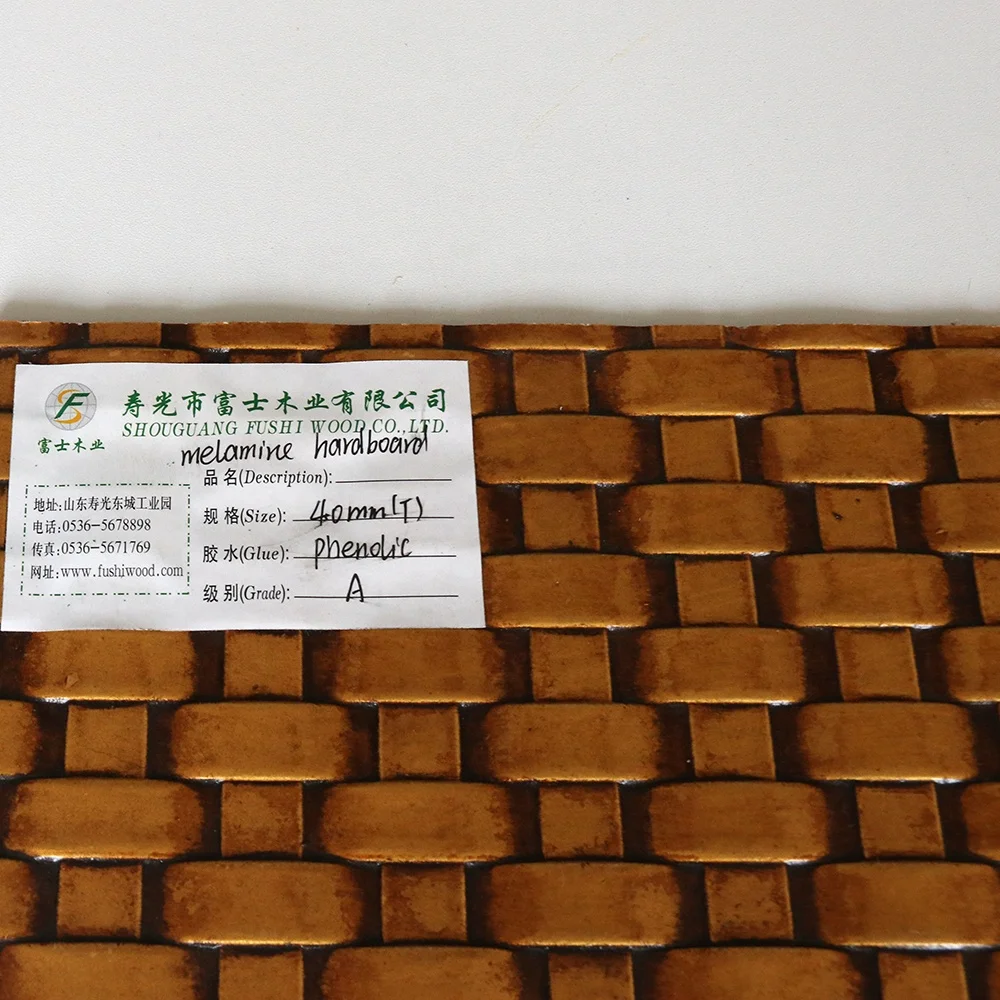 寿光市富士木业有限公司
SHOUGUANG FUSHI WOOD CO.,LTD.
富士木业
melamine hardboard
品 名(Description):
规 格(Size): 4.0mm(T)
胶 水(Glue): phenolic
级 别(Grade): A
地址:山东寿光东城工业园
电话:0536-5678898
传真:0536-5671769
网址:www.fushiwood.com